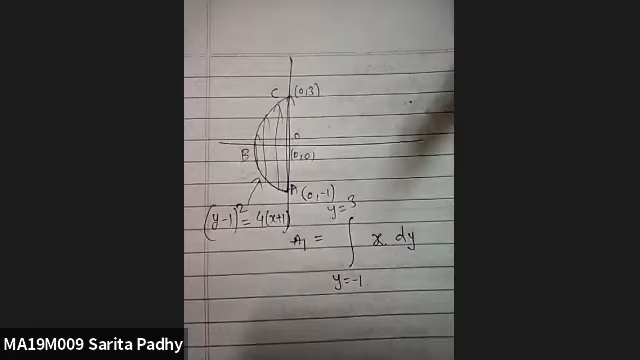 C (0,3)
0
B (0,0)
A (0,-1)
(y-1)² = 4(x+1)
y=3
A₁ = ∫ x. dy
y=-1
MA19M009 Sarita Padhy